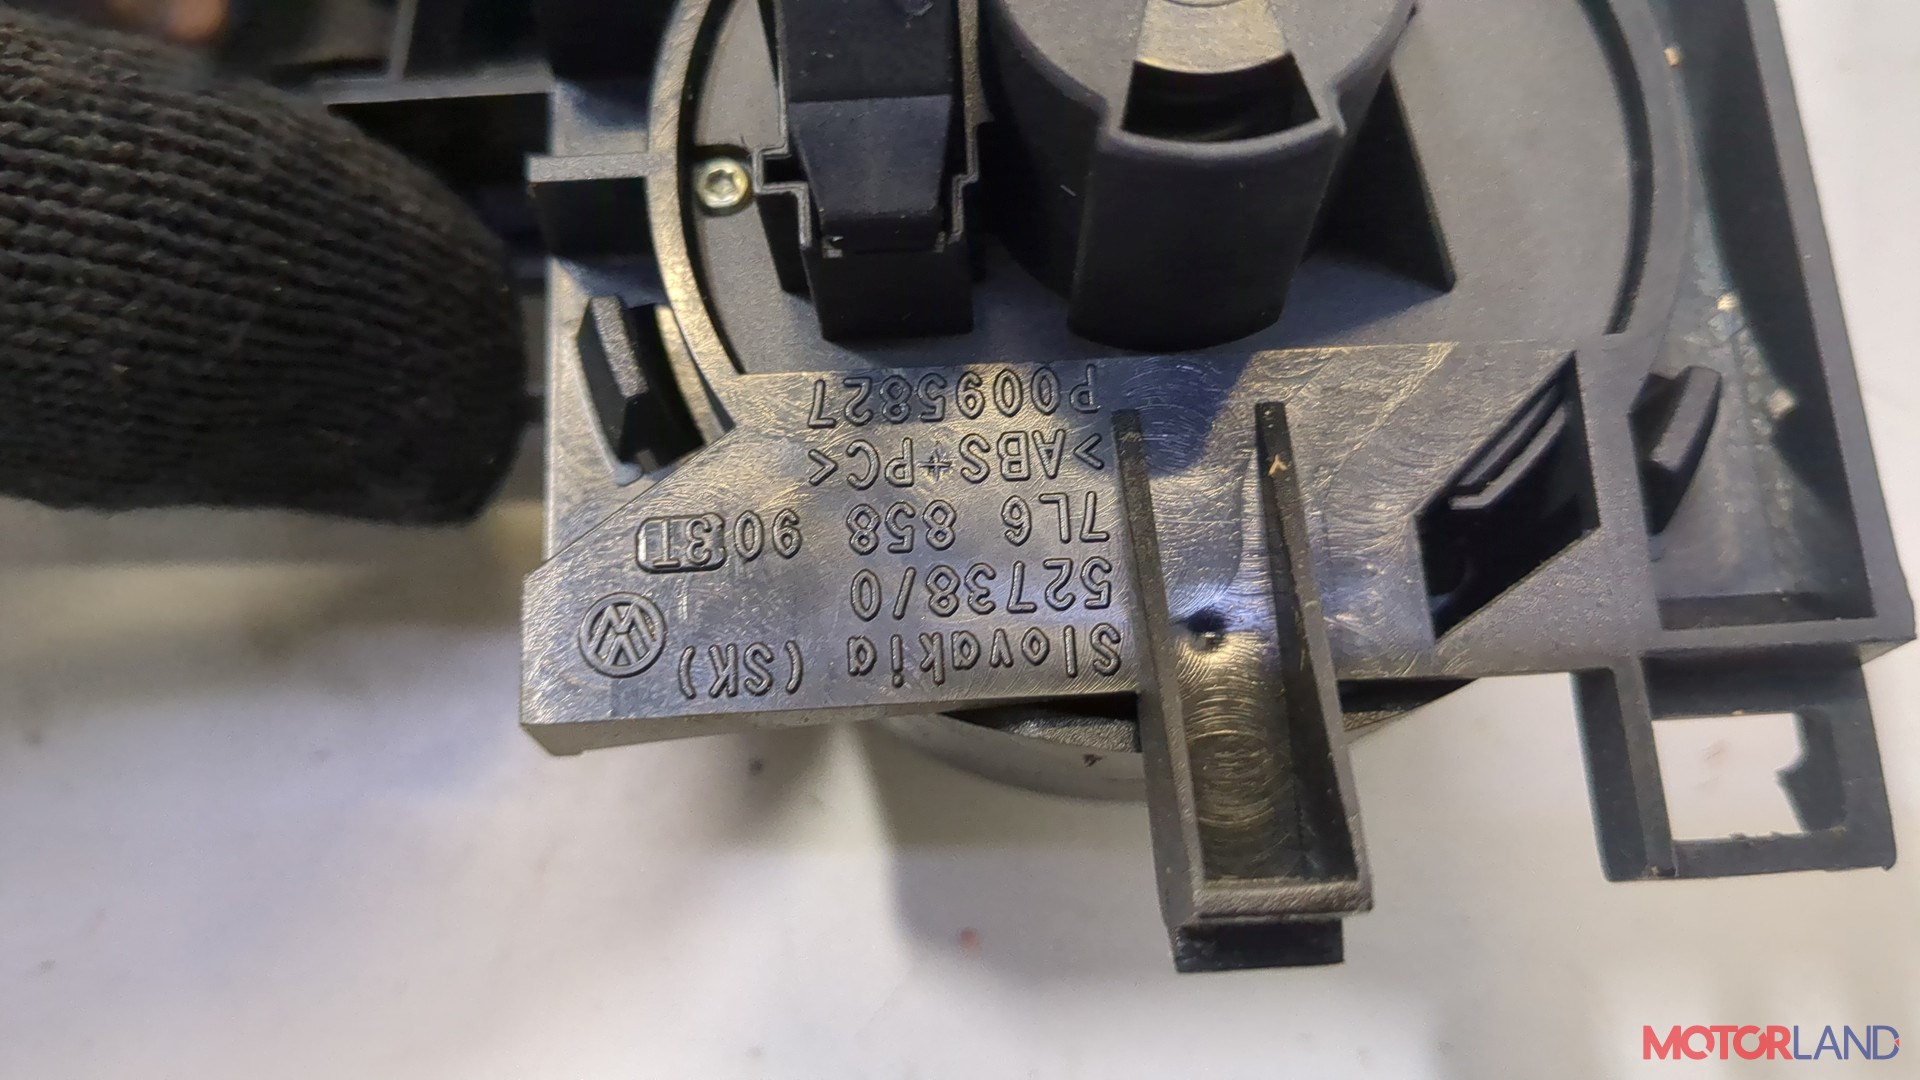 Slovakia (SK)
52738/0
7L6 858 903T
>ABS+PC<
P0095827
MOTORLAND